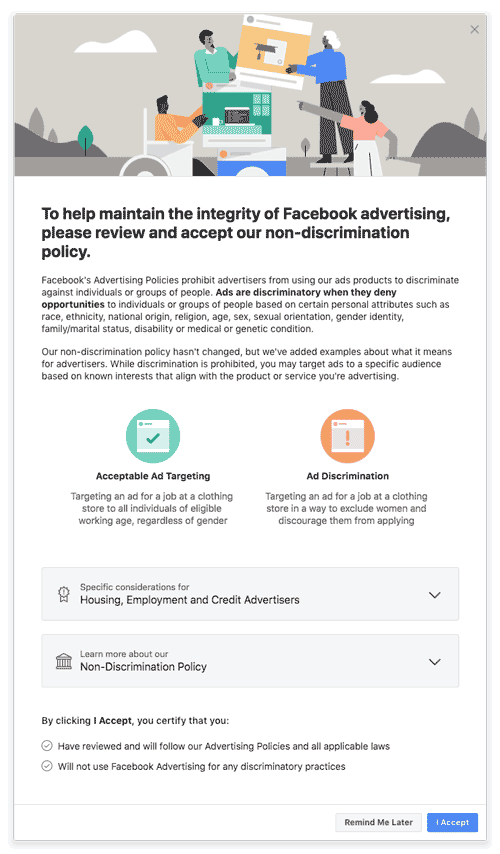 To help maintain the integrity of Facebook advertising,
please review and accept our non-discrimination
policy.
Facebook's Advertising Policies prohibit advertisers from using our ads products to discriminate
against individuals or groups of people. Ads are discriminatory when they deny
opportunities to individuals or groups of people based on certain personal attributes such as
race, ethnicity, national origin, religion, age, sex, sexual orientation, gender identity,
family/marital status, disability or medical or genetic condition.
Our non-discrimination policy hasn't changed, but we've added examples about what it means
for advertisers. While discrimination is prohibited, you may target ads to a specific audience
based on known interests that align with the product or service you're advertising.
Acceptable Ad Targeting
Targeting an ad for a job at a clothing
store to all individuals of eligible
working age, regardless of gender
Ad Discrimination
Targeting an ad for a job at a clothing
store in a way to exclude women and
discourage them from applying
Specific considerations for
Housing, Employment and Credit Advertisers
Learn more about our
Non-Discrimination Policy
By clicking I Accept, you certify that you:
Have reviewed and will follow our Advertising Policies and all applicable laws
Will not use Facebook Advertising for any discriminatory practices
Remind Me Later
I Accept